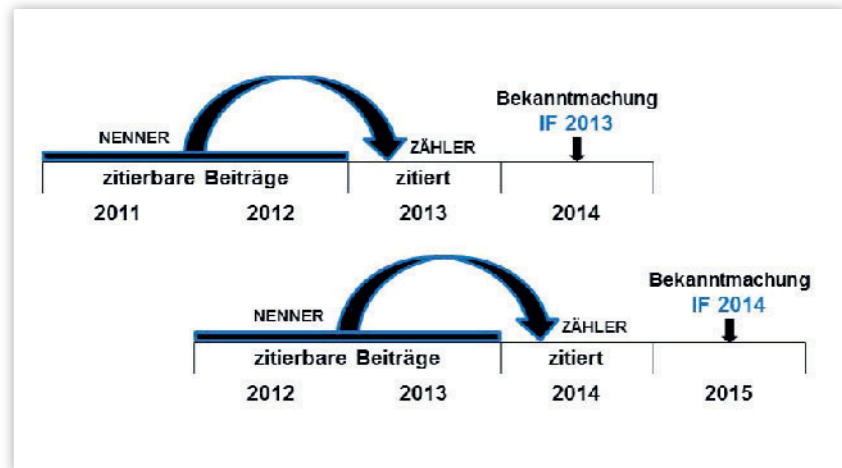 Bekanntmachung
IF 2013
NENNER
ZÄHLER
zitierbare Beiträge
zitiert
2011 2012 2013 2014
Bekanntmachung
IF 2014
NENNER
ZÄHLER
zitierbare Beiträge
zitiert
2012 2013 2014 2015